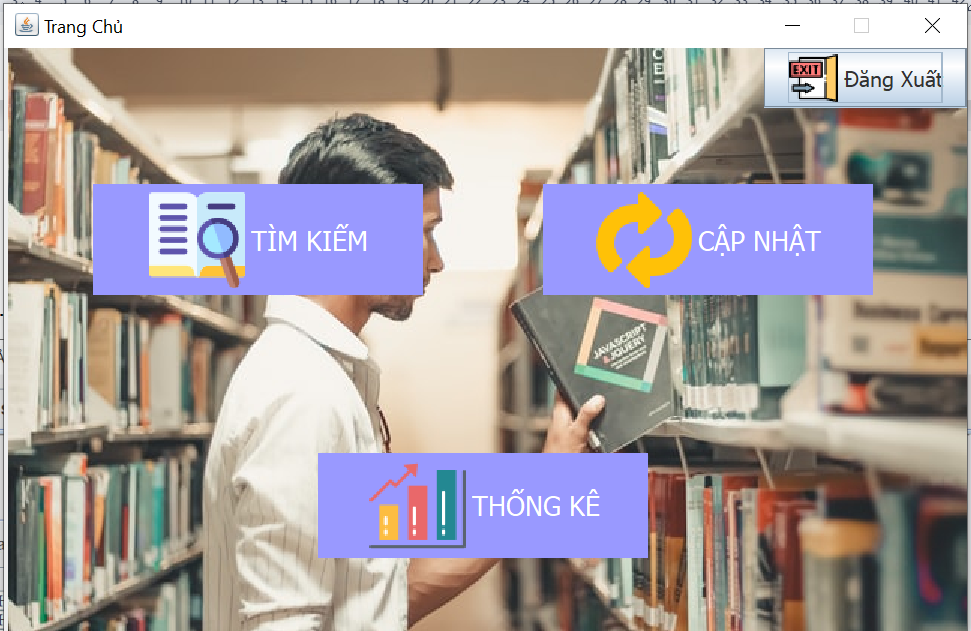 Trang Chủ
EXIT
Đăng Xuất
TÌM KIẾM
CẬP NHẬT
JAVASCRIPT
& JQUERY
THỐNG KÊ